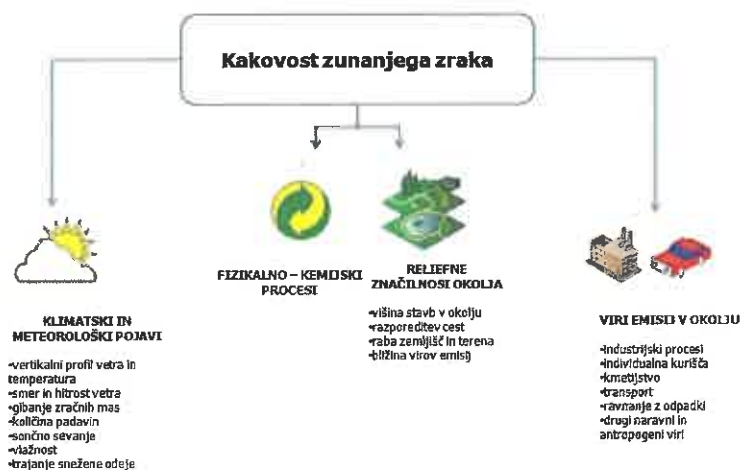 Kakovost zunanjega zraka
KLIMATSKI IN
METEOROLOŠKI POJAVI
•vertikalni profil vetra in
temperatura
•smer in hitrost vetra
•gibanje zračnih mas
•količina padavin
•sončno sevanje
•vlažnost
•trajanje snežene odeje
FIZIKALNO – KEMIJSKI
PROCESI
RELIEFNE
ZNAČILNOSI OKOLJA
•višina stavb v okolju
•razporeditev cest
•raba zemljišč in terena
•bližina virov emisij
VIRI EMISIJ V OKOLJU
•industrijski procesi
•individualna kurišča
•kmetijstvo
•transport
•ravnanje z odpadki
•drugi naravni in
antropogeni viri